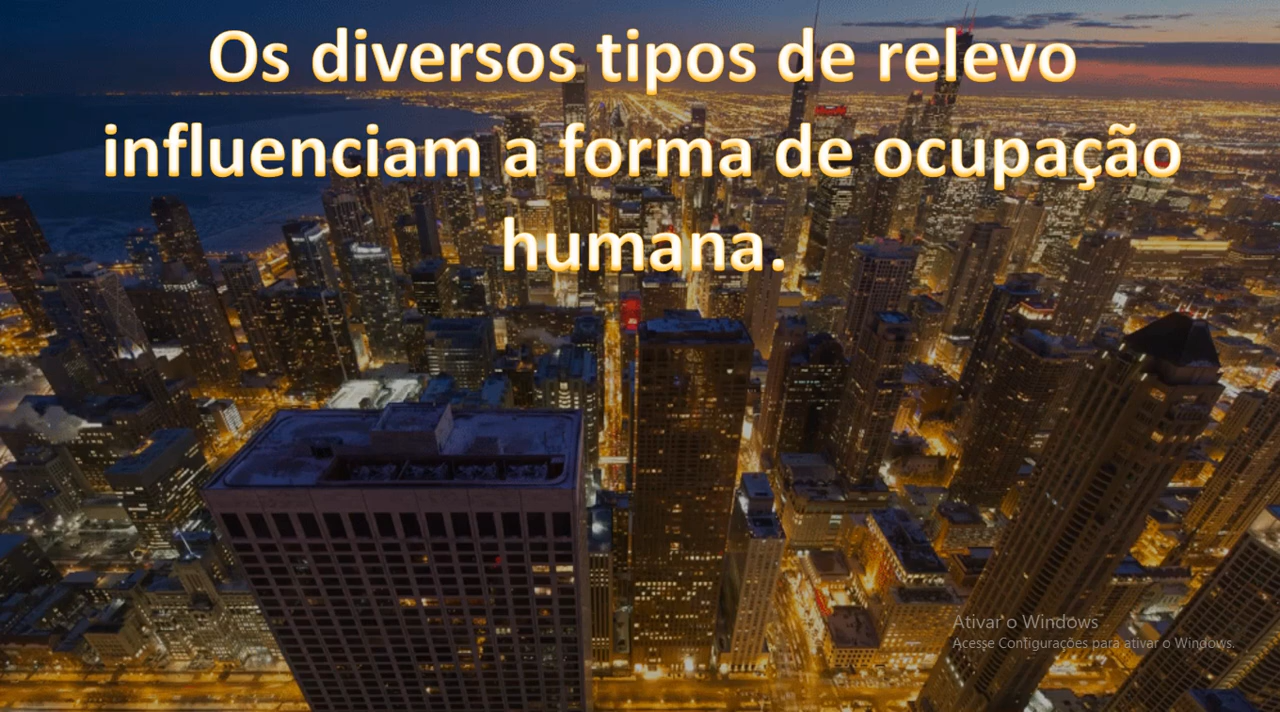 Os diversos tipos de relevo
influenciam a forma de ocupação
humana.
Ativar o Windows
Acesse Configurações para ativar o Windows.